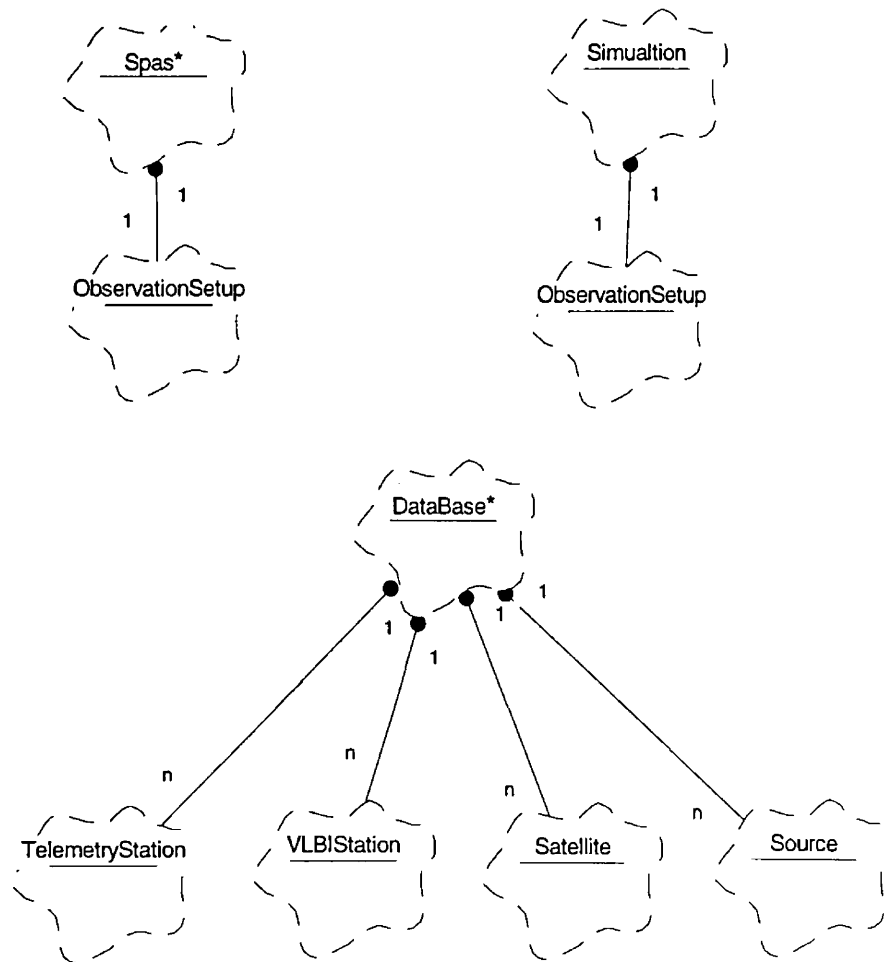 Spas*
Simualtion
1
1
1
1
ObservationSetup
ObservationSetup
DataBase*
1
1
1
1
n
n
n
n
TelemetryStation
VLBIStation
Satellite
Source